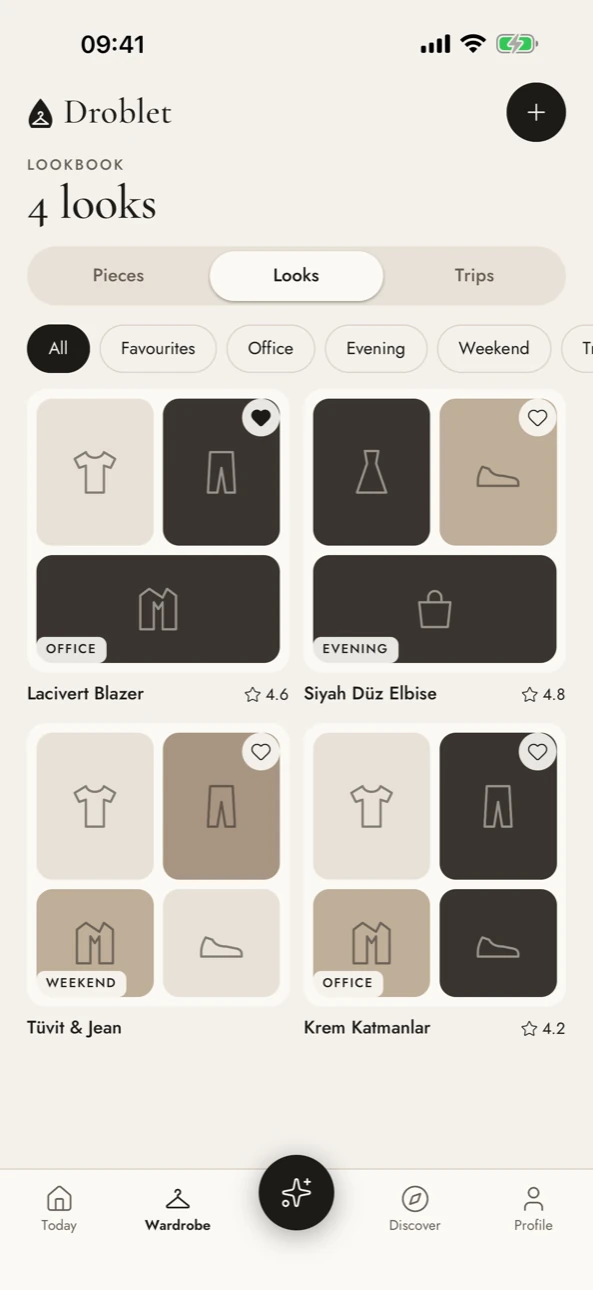 09:41
Droblet
LOOKBOOK
4 looks
Pieces Looks Trips
All Favourites Office Evening Weekend
OFFICE
EVENING
Lacivert Blazer 4.6
Siyah Düz Elbise 4.8
WEEKEND
OFFICE
Tüvit & Jean
Krem Katmanlar 4.2
Today Wardrobe Discover Profile